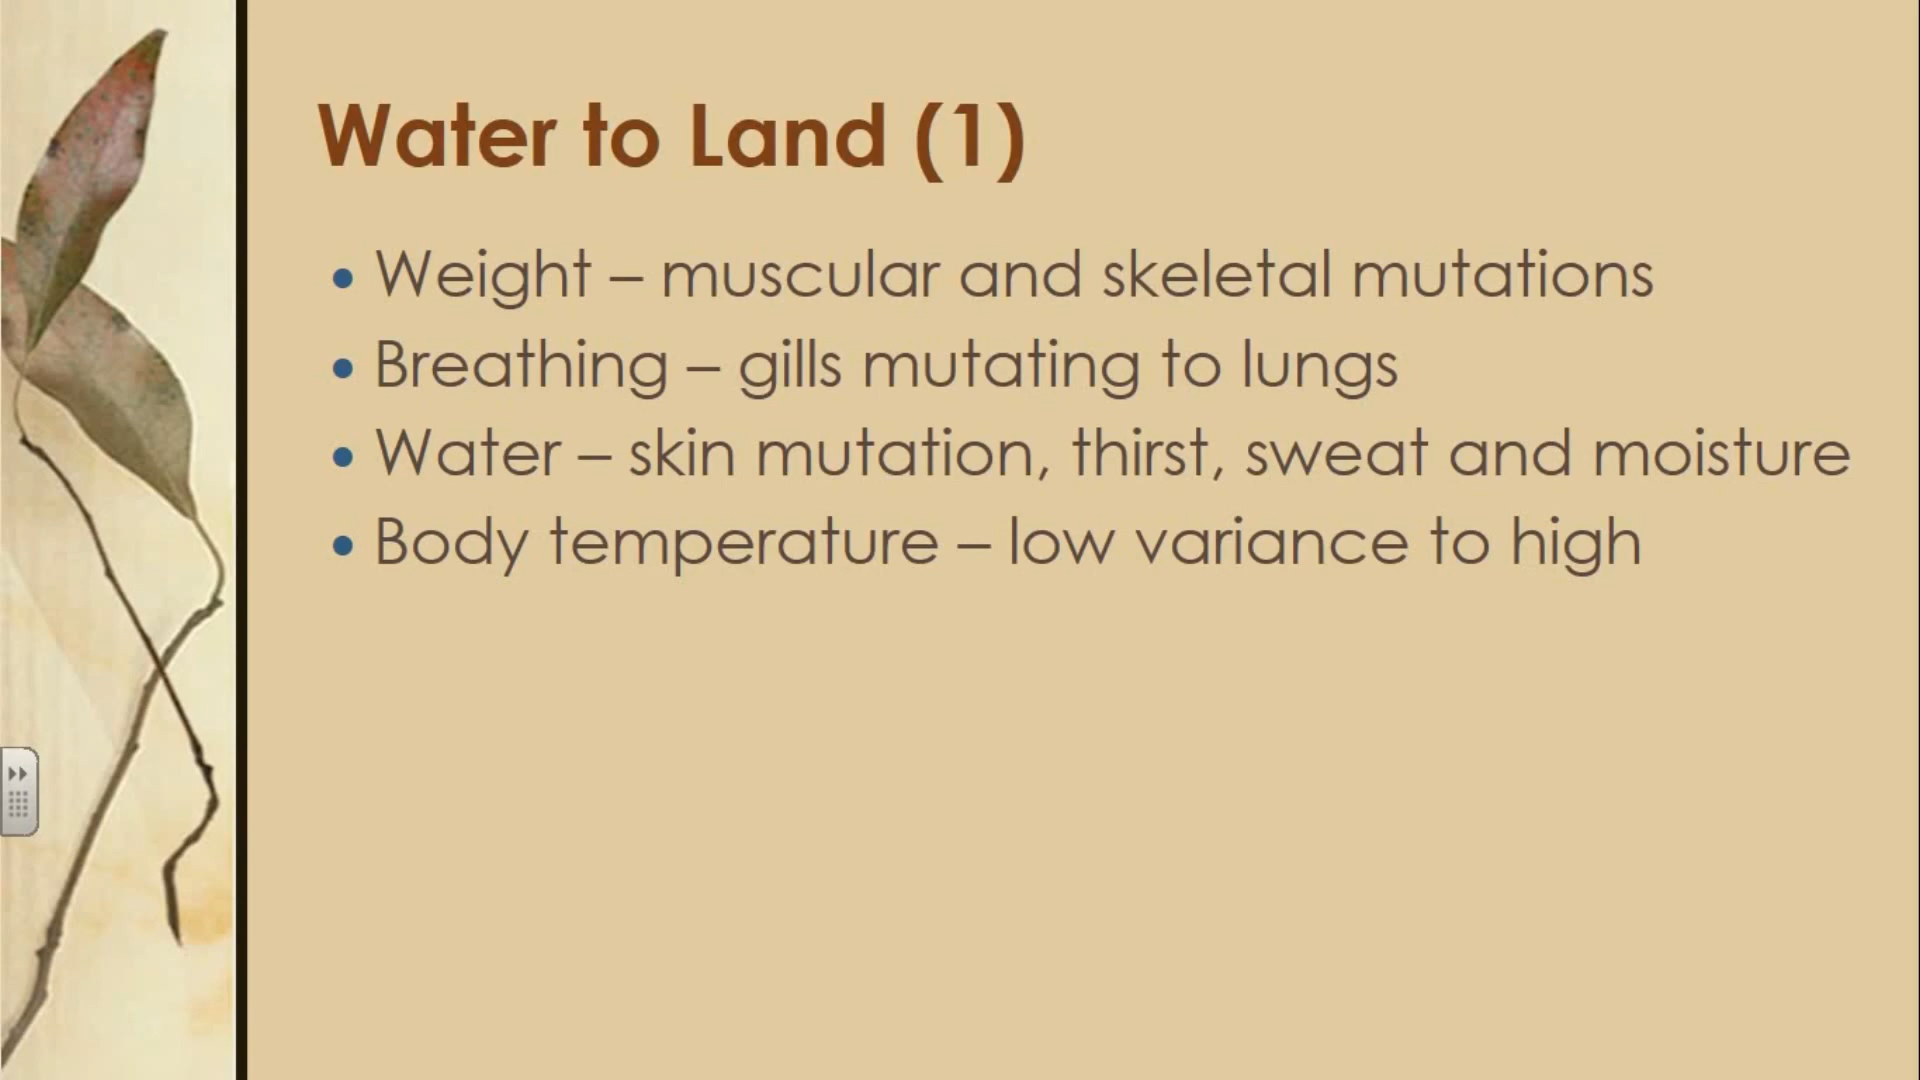 Water to Land (1)
• Weight – muscular and skeletal mutations
• Breathing – gills mutating to lungs
• Water – skin mutation, thirst, sweat and moisture
• Body temperature – low variance to high